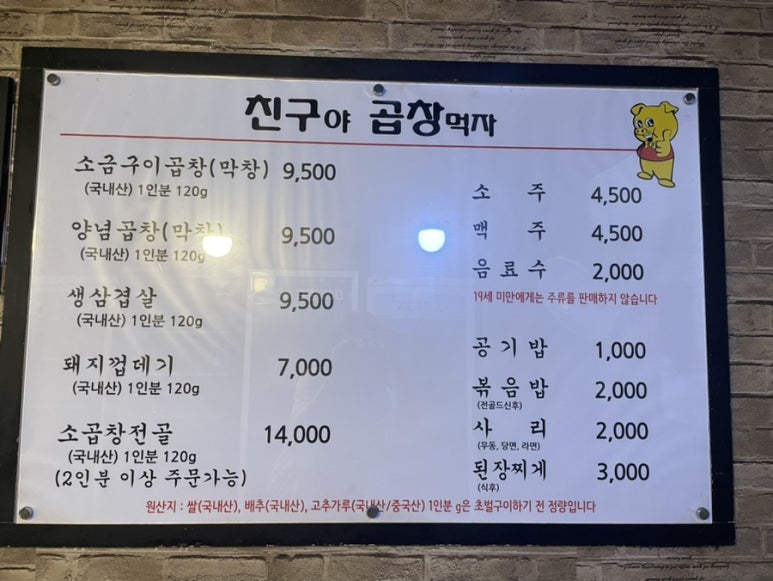 친구야 곱창먹자
소금구이곱창(막창) 9,500
(국내산) 1인분 120g
양념곱창(막창) 9,500
(국내산) 1인분 120g
생삼겹살 9,500
(국내산) 1인분 120g
돼지껍데기 7,000
(국내산) 1인분 120g
소곱창전골 14,000
(국내산) 1인분 120g
(2인분 이상 주문가능)
소 주 4,500
맥 주 4,500
음료수 2,000
19세 미만에게는 주류를 판매하지 않습니다
공기밥 1,000
볶음밥 2,000
(전골드신후)
사 리 2,000
(우동, 당면, 라면)
된장찌게 3,000
(식후)
원산지 : 쌀(국내산), 배추(국내산), 고추가루(국내산/중국산) 1인분 g은 초벌구이하기 전 정량입니다